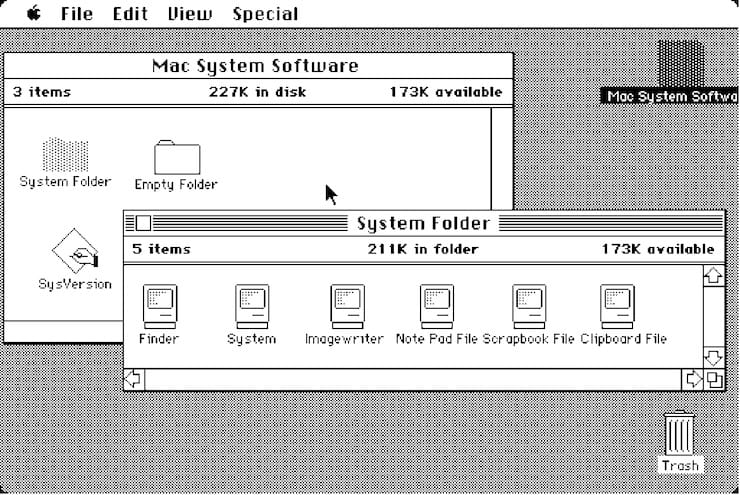 File Edit View Special
Mac System Software
3 items 227K in disk 173K available
Mac System Softwa
System Folder Empty Folder
SysVersion
System Folder
5 items 211K in folder 173K available
Finder System Imagewriter Note Pad File Scrapbook File Clipboard File
Trash